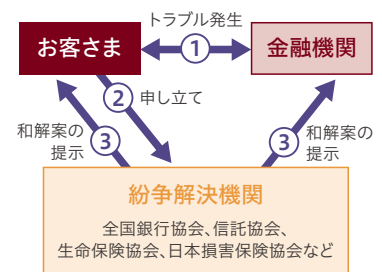 トラブル発生
お客さま
①
金融機関
②
申し立て
和解案の
提示
③
③
和解案の
提示
紛争解決機関
全国銀行協会、信託協会、
生命保険協会、日本損害保険協会など